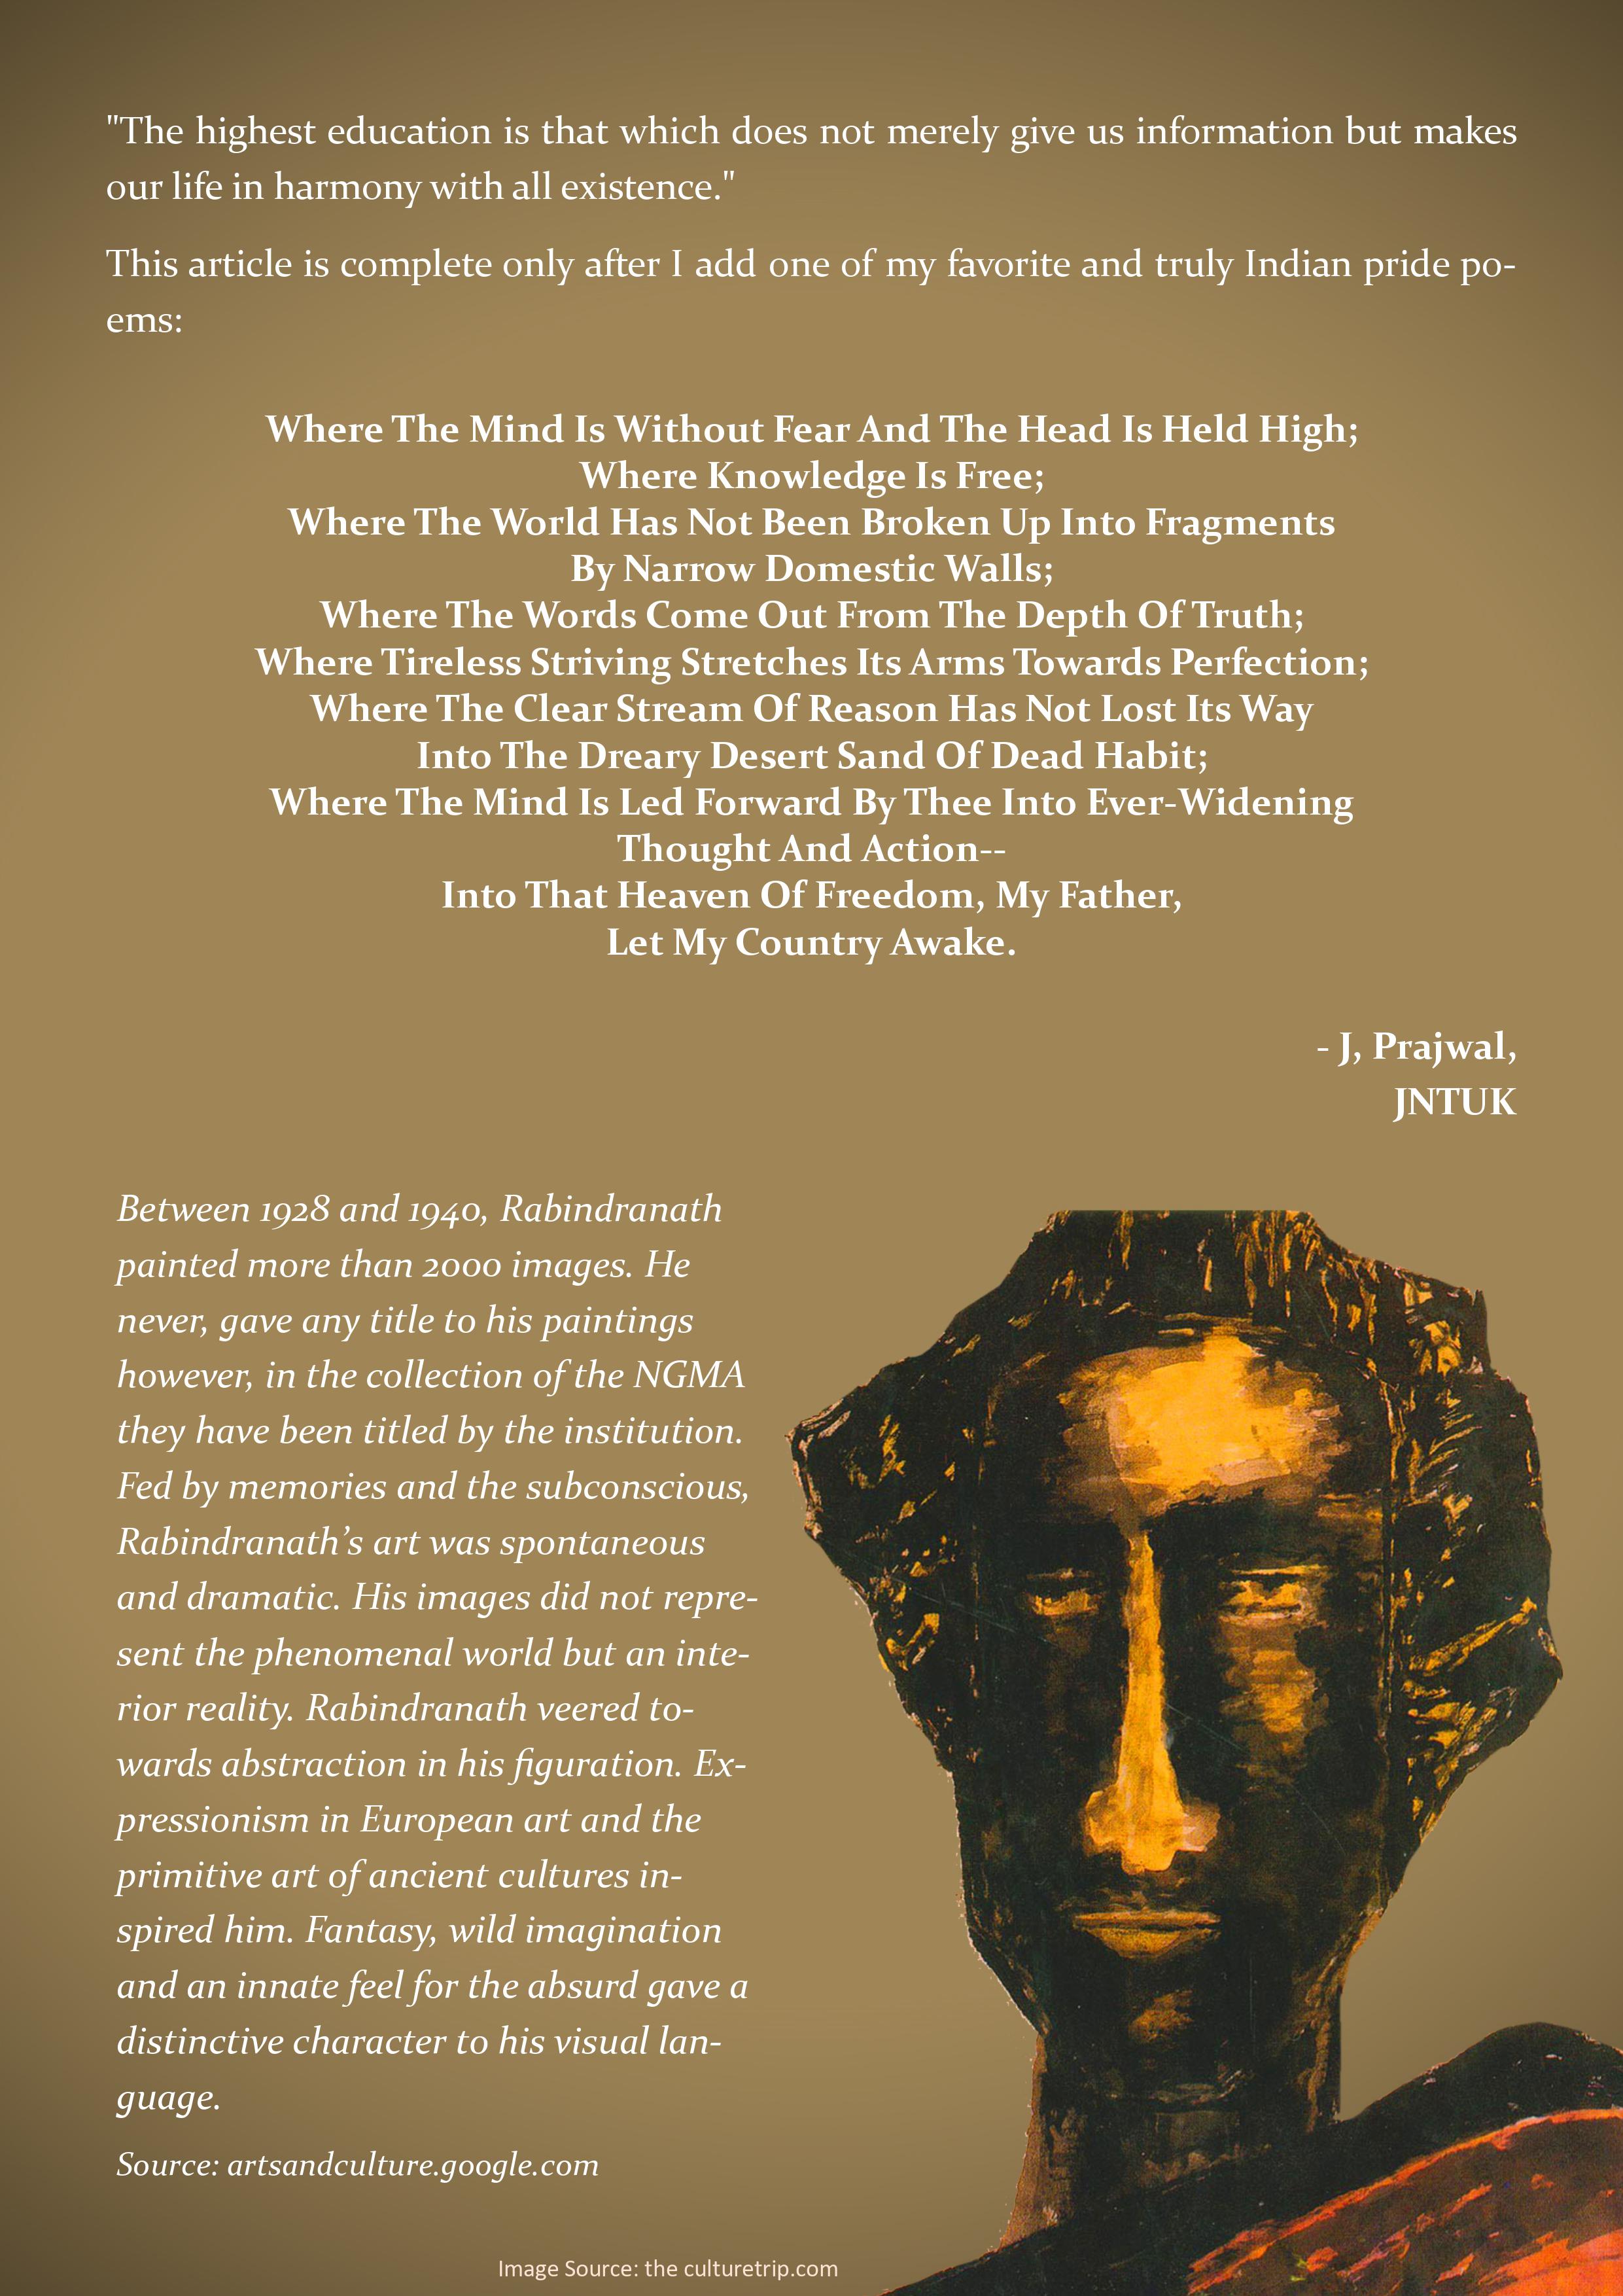 "The highest education is that which does not merely give us information but makes
our life in harmony with all existence."
This article is complete only after I add one of my favorite and truly Indian pride po-
ems:
Where The Mind Is Without Fear And The Head Is Held High;
Where Knowledge Is Free;
Where The World Has Not Been Broken Up Into Fragments
By Narrow Domestic Walls;
Where The Words Come Out From The Depth Of Truth;
Where Tireless Striving Stretches Its Arms Towards Perfection;
Where The Clear Stream Of Reason Has Not Lost Its Way
Into The Dreary Desert Sand Of Dead Habit;
Where The Mind Is Led Forward By Thee Into Ever-Widening
Thought And Action--
Into That Heaven Of Freedom, My Father,
Let My Country Awake.
- J, Prajwal,
JNTUK
Between 1928 and 1940, Rabindranath
painted more than 2000 images. He
never, gave any title to his paintings
however, in the collection of the NGMA
they have been titled by the institution.
Fed by memories and the subconscious,
Rabindranath’s art was spontaneous
and dramatic. His images did not repre-
sent the phenomenal world but an inte-
rior reality. Rabindranath veered to-
wards abstraction in his figuration. Ex-
pressionism in European art and the
primitive art of ancient cultures in-
spired him. Fantasy, wild imagination
and an innate feel for the absurd gave a
distinctive character to his visual lan-
guage.
Source: artsandculture.google.com
Image Source: the culturetrip.com